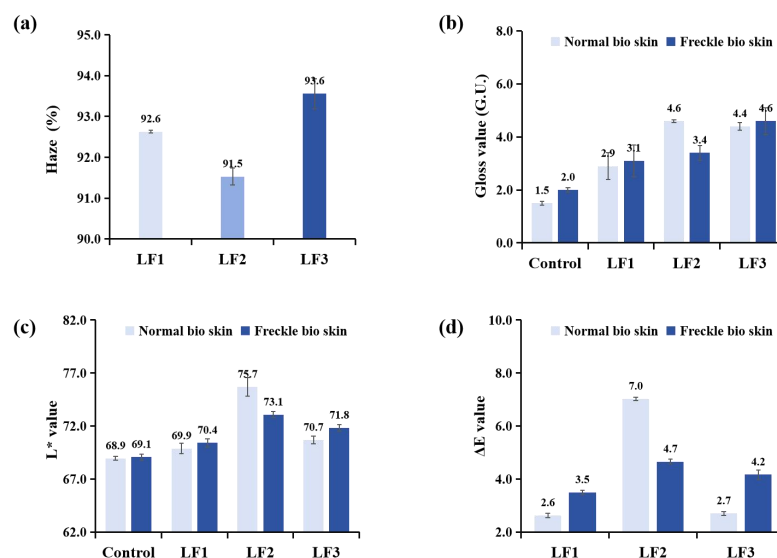 (a)
95.0
94.0
93.0
92.0
91.0
90.0
Haze (%)
92.6
91.5
93.6
LF1 LF2 LF3
(b)
8.0
6.0
4.0
2.0
0.0
Gloss value (G.U.)
Normal bio skin Freckle bio skin
1.5 2.0 2.9 3.1 4.6 3.4 4.4 4.6
Control LF1 LF2 LF3
(c)
82.0
77.0
72.0
67.0
62.0
L* value
Normal bio skin Freckle bio skin
68.9 69.1 69.9 70.4 75.7 73.1 70.7 71.8
Control LF1 LF2 LF3
(d)
10.0
8.0
6.0
4.0
2.0
ΔE value
Normal bio skin Freckle bio skin
2.6 3.5 7.0 4.7 2.7 4.2
LF1 LF2 LF3